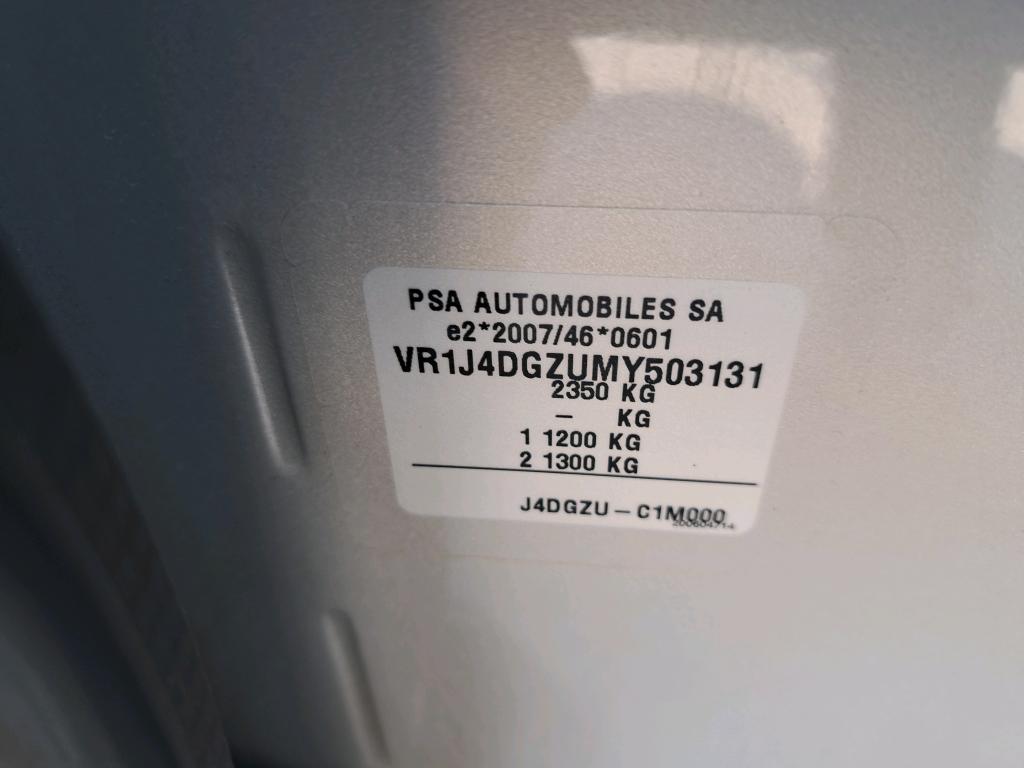 PSA AUTOMOBILES SA
e2*2007/46*0601
VR1J4DGZUMY503131
2350 KG
– KG
1 1200 KG
2 1300 KG
J4DGZU – C1M000